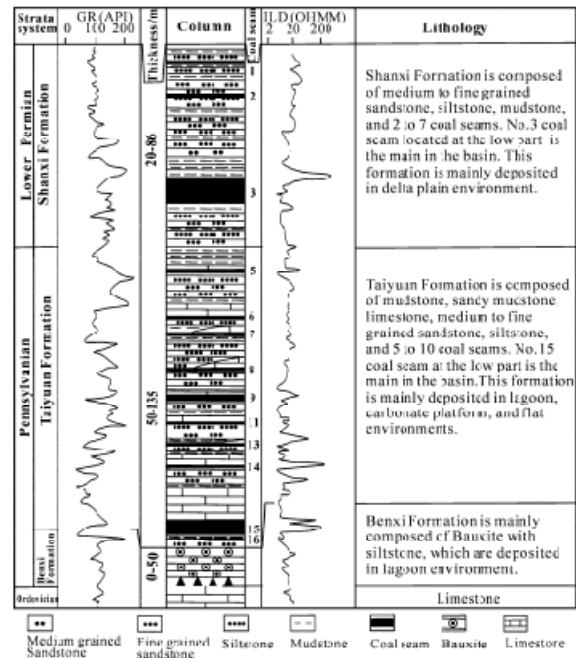 Strata system
GR(API)
0 100 200
Thickness/m
Column
Coal seam
ILD(OHMM)
2 20 200
Lithology
Lower Permian
Shanxi Formation
20-86
1
2
3
Shanxi Formation is composed
of medium to fine grained
sandstone, siltstone, mudstone,
and 2 to 7 coal seams. No.3 coal
seam located at the low part is
the main in the basin. This
formation is mainly deposited
in delta plain environment.
Pennsylvanian
Taiyuan Formation
50-135
5
6
7
8
9
11
13
14
15
16
Taiyuan Formation is composed
of mudstone, sandy mudstone
limestone, medium to fine
grained sandstone, siltstone,
and 5 to 10 coal seams. No.15
coal seam at the low part is the
main in the basin.This formation
is mainly deposited in lagoon,
carbonate platform, and flat
environments.
Benxi
Formation
0-50
Benxi Formation is mainly
composed of Bauxite with
siltstone, which are deposited
in lagoon environment.
Ordovician
Limestone
Medium grained
Sandstone
Fine grained
sandstone
Siltstone
Mudstone
Coal seam
Bauxite
Limestore